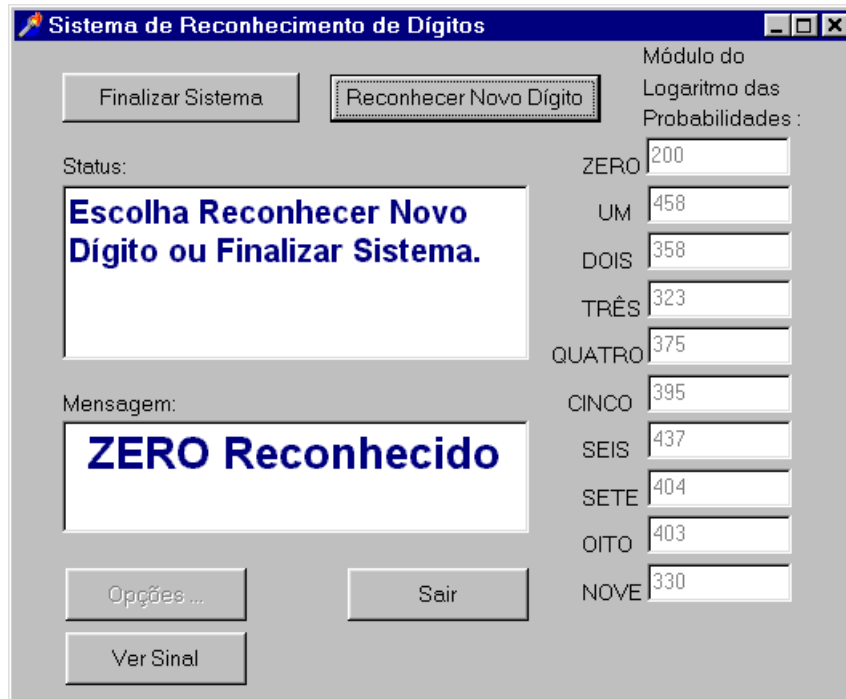 Sistema de Reconhecimento de Dígitos
Finalizar Sistema
Reconhecer Novo Dígito
Módulo do
Logaritmo das
Probabilidades :
Status:
Escolha Reconhecer Novo
Dígito ou Finalizar Sistema.
Mensagem:
ZERO Reconhecido
ZERO 200
UM 458
DOIS 358
TRÊS 323
QUATRO 375
CINCO 395
SEIS 437
SETE 404
OITO 403
NOVE 330
Opções ...
Sair
Ver Sinal